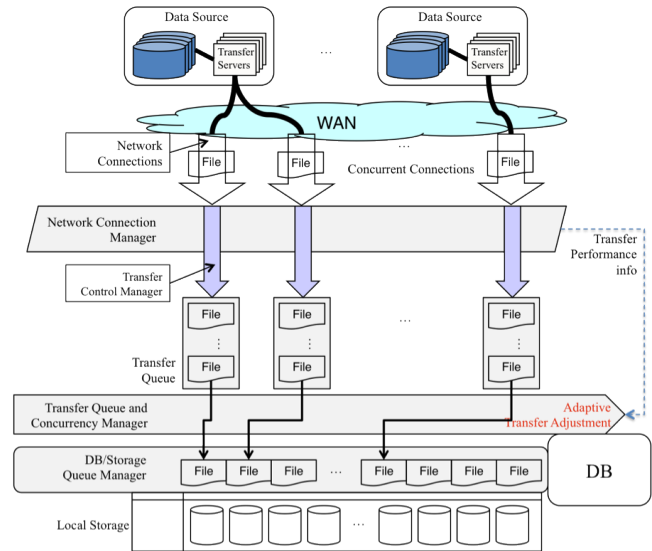 Data Source
Data Source
Transfer
Servers
...
Transfer
Servers
WAN
Network
Connections
...
File
File
Concurrent Connections
File
Network Connection
Manager
Transfer
Performance
info
Transfer
Control Manager
File
File
File
...
Transfer
Queue
File
File
File
Transfer Queue and
Concurrency Manager
Adaptive
Transfer Adjustment
DB/Storage
Queue Manager
File
File
File
...
File
File
File
File
DB
Local Storage
...